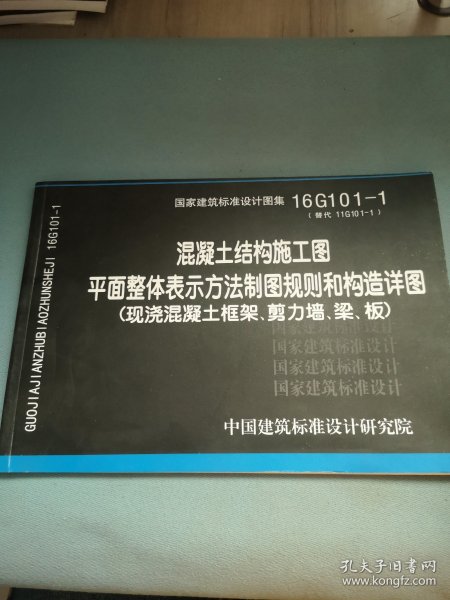 国家建筑标准设计图集 16G101-1
(替代 11G101-1)
混凝土结构施工图
平面整体表示方法制图规则和构造详图
(现浇混凝土框架、剪力墙、梁、板)
国家建筑标准设计
国家建筑标准设计
国家建筑标准设计
国家建筑标准设计
中国建筑标准设计研究院
GUOJIAJIANZHUBIAOZHUNSHEJI 16G101-1
孔夫子旧书网
www.kongfz.com